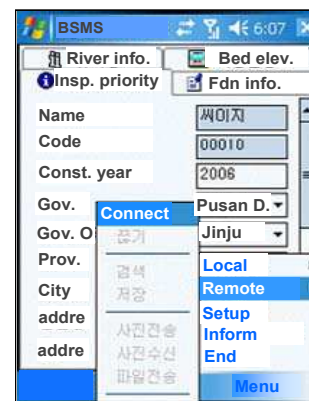 BSMS 6:07
River info. Bed elev.
Insp. priority Fdn info.
Name 싸이지
Code 00010
Const. year 2006
Gov. Pusan D.
Gov. O Jinju
Prov.
City
addre
addre
Connect
끊기
검색
저장
사진전송
사진수신
파일전송
Local
Remote
Setup
Inform
End
Menu